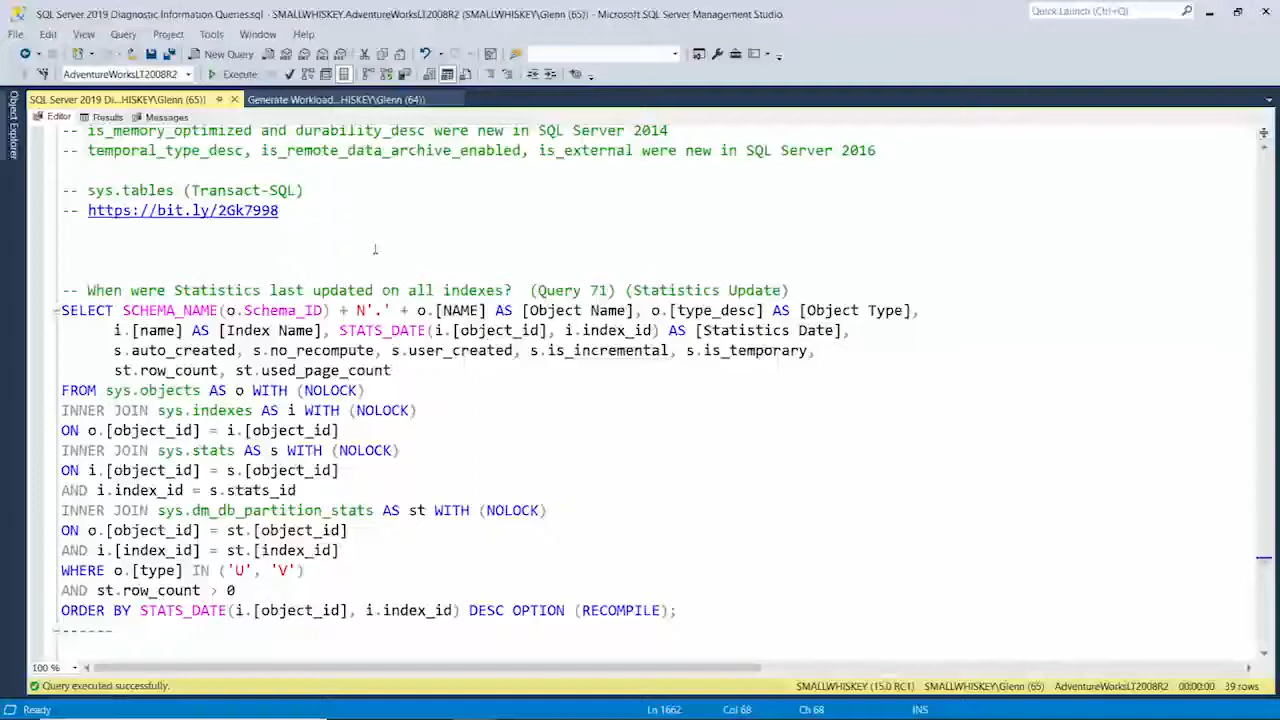 SQL Server 2019 Diagnostic Information Queries.sql - SMALLWHISKEY.AdventureWorksLT2008R2 (SMALLWHISKEY\Glenn (65)) - Microsoft SQL Server Management Studio
Quick Launch (Ctrl+Q)
File Edit View Query Project Tools Window Help
New Query
AdventureWorksLT2008R2 Execute
SQL Server 2019 Di...HISKEY\Glenn (65)) Generate Workload...HISKEY\Glenn (64))
Object Explorer
Editor Results Messages
-- is_memory_optimized and durability_desc were new in SQL Server 2014
-- temporal_type_desc, is_remote_data_archive_enabled, is_external were new in SQL Server 2016
-- sys.tables (Transact-SQL)
-- https://bit.ly/2Gk7998
-- When were Statistics last updated on all indexes?  (Query 71) (Statistics Update)
SELECT SCHEMA_NAME(o.Schema_ID) + N'.' + o.[NAME] AS [Object Name], o.[type_desc] AS [Object Type],
i.[name] AS [Index Name], STATS_DATE(i.[object_id], i.index_id) AS [Statistics Date],
s.auto_created, s.no_recompute, s.user_created, s.is_incremental, s.is_temporary,
st.row_count, st.used_page_count
FROM sys.objects AS o WITH (NOLOCK)
INNER JOIN sys.indexes AS i WITH (NOLOCK)
ON o.[object_id] = i.[object_id]
INNER JOIN sys.stats AS s WITH (NOLOCK)
ON i.[object_id] = s.[object_id]
AND i.index_id = s.stats_id
INNER JOIN sys.dm_db_partition_stats AS st WITH (NOLOCK)
ON o.[object_id] = st.[object_id]
AND i.[index_id] = st.[index_id]
WHERE o.[type] IN ('U', 'V')
AND st.row_count > 0
ORDER BY STATS_DATE(i.[object_id], i.index_id) DESC OPTION (RECOMPILE);
------
100 %
Query executed successfully. SMALLWHISKEY (15.0 RC1) SMALLWHISKEY\Glenn (65) AdventureWorksLT2008R2 00:00:00 39 rows
Ready Ln 1662 Col 68 Ch 68 INS